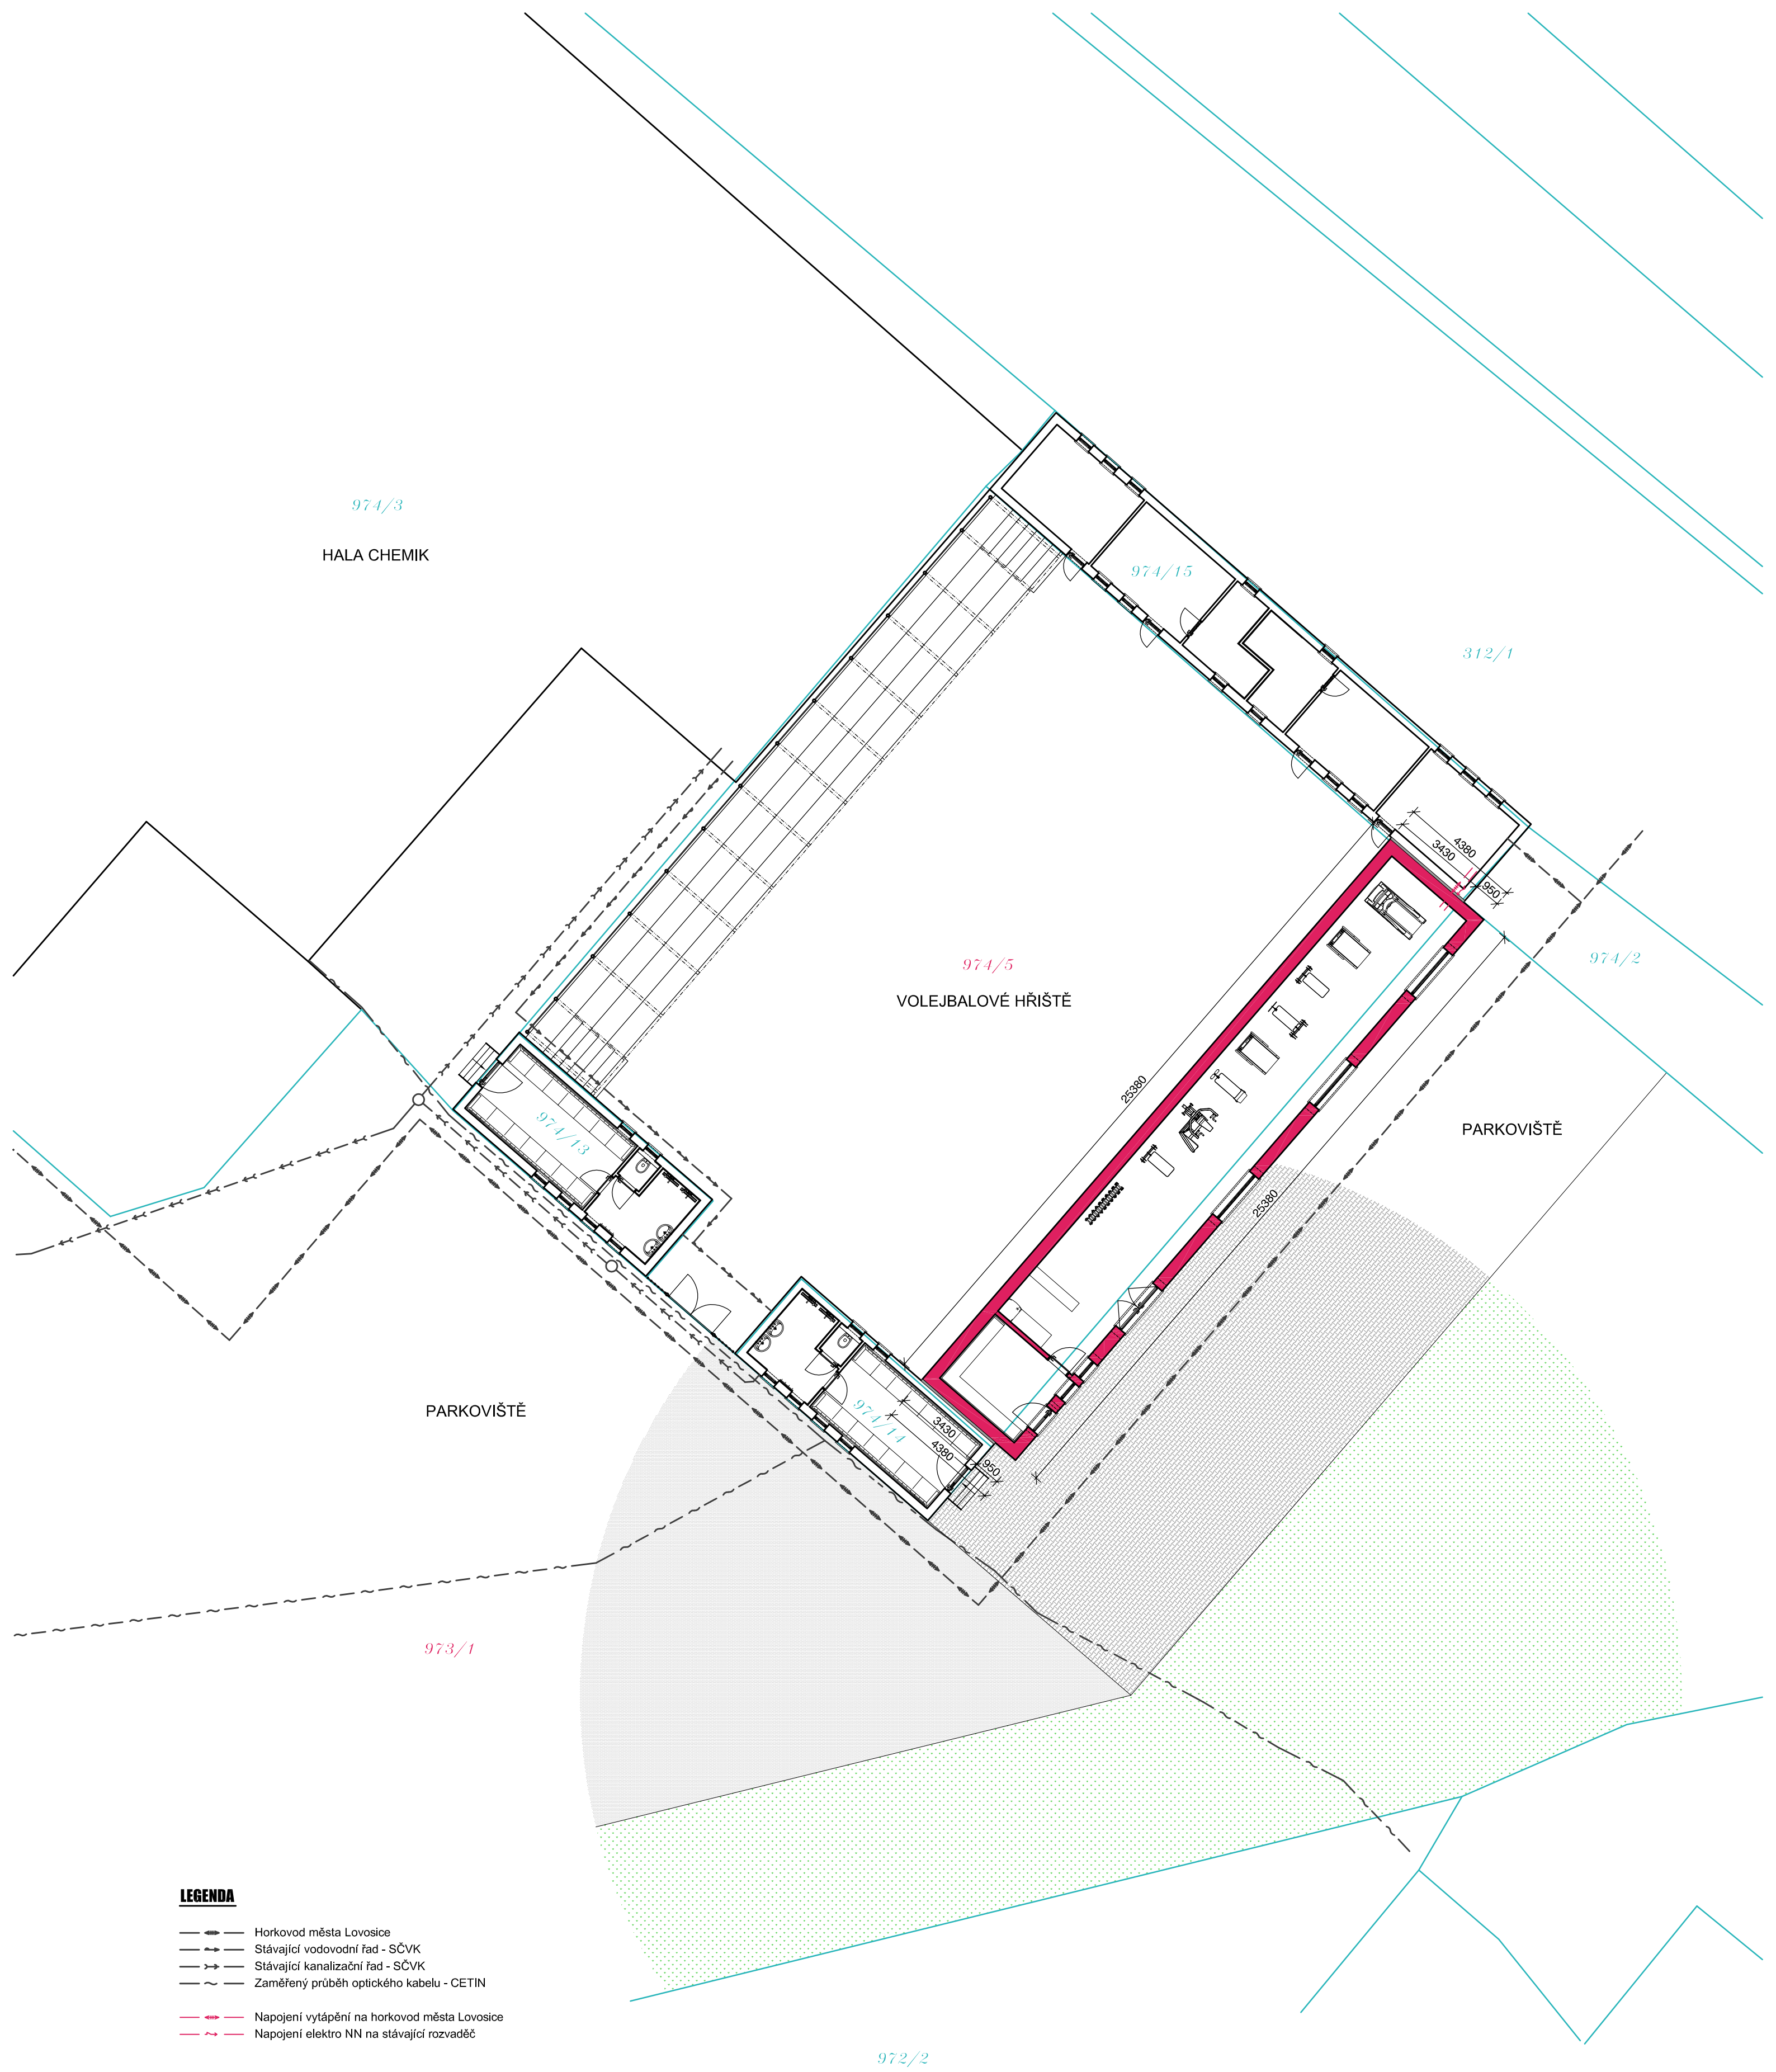 974/3
HALA CHEMIK
974/15
312/1
4380
3430
950
974/5
VOLEJBALOVÉ HŘIŠTĚ
974/2
25380
PARKOVIŠTĚ
974/13
25380
PARKOVIŠTĚ
974/14
3430
4380
950
973/1
LEGENDA
Horkovod města Lovosice
Stávající vodovodní řad - SČVK
Stávající kanalizační řad - SČVK
Zaměřený průběh optického kabelu - CETIN
Napojení vytápění na horkovod města Lovosice
Napojení elektro NN na stávající rozvaděč
972/2